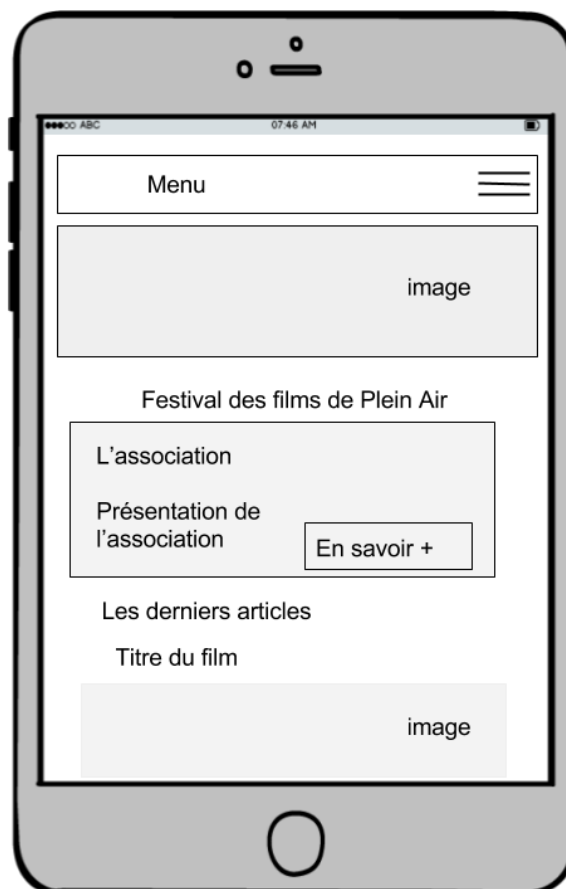 ABC 07:46 AM
Menu
image
Festival des films de Plein Air
L'association
Présentation de
l'association
En savoir +
Les derniers articles
Titre du film
image